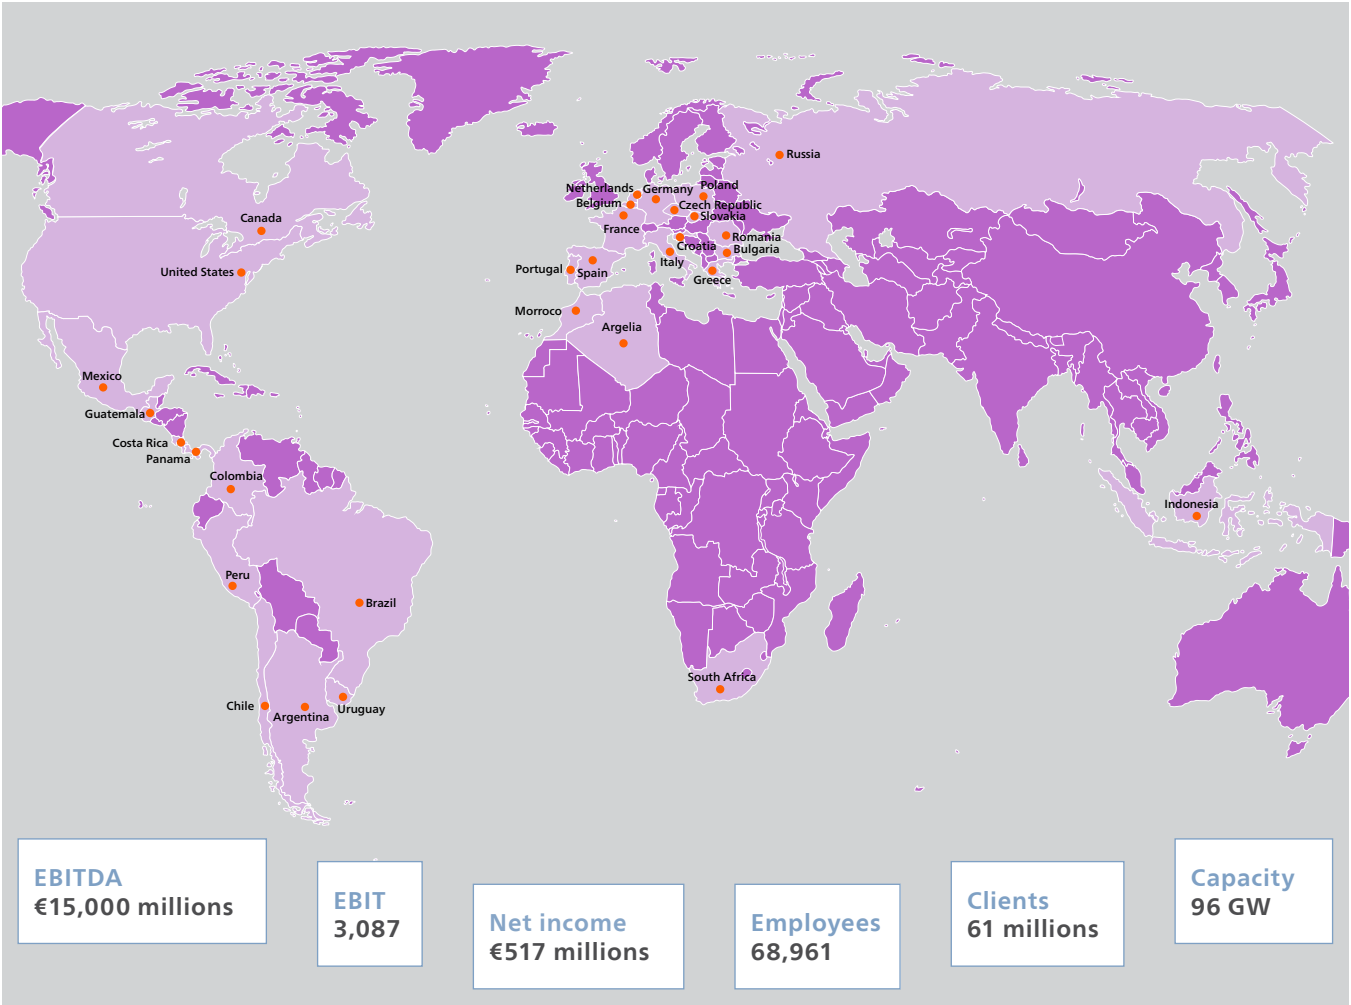 Russia
Netherlands
Germany
Poland
Belgium
Czech Republic
Slovakia
Canada
France
Romania
Croatia
Bulgaria
Italy
United States
Portugal
Spain
Greece
Morroco
Argelia
Mexico
Guatemala
Costa Rica
Panama
Colombia
Indonesia
Peru
Brazil
South Africa
Chile
Uruguay
Argentina
EBITDA
€15,000 millions
EBIT
3,087
Net income
€517 millions
Employees
68,961
Clients
61 millions
Capacity
96 GW